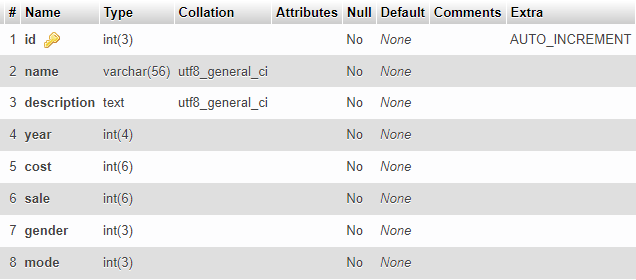 # Name Type Collation Attributes Null Default Comments Extra
1 id int(3) No None AUTO_INCREMENT
2 name varchar(56) utf8_general_ci No None
3 description text utf8_general_ci No None
4 year int(4) No None
5 cost int(6) No None
6 sale int(6) No None
7 gender int(3) No None
8 mode int(3) No None